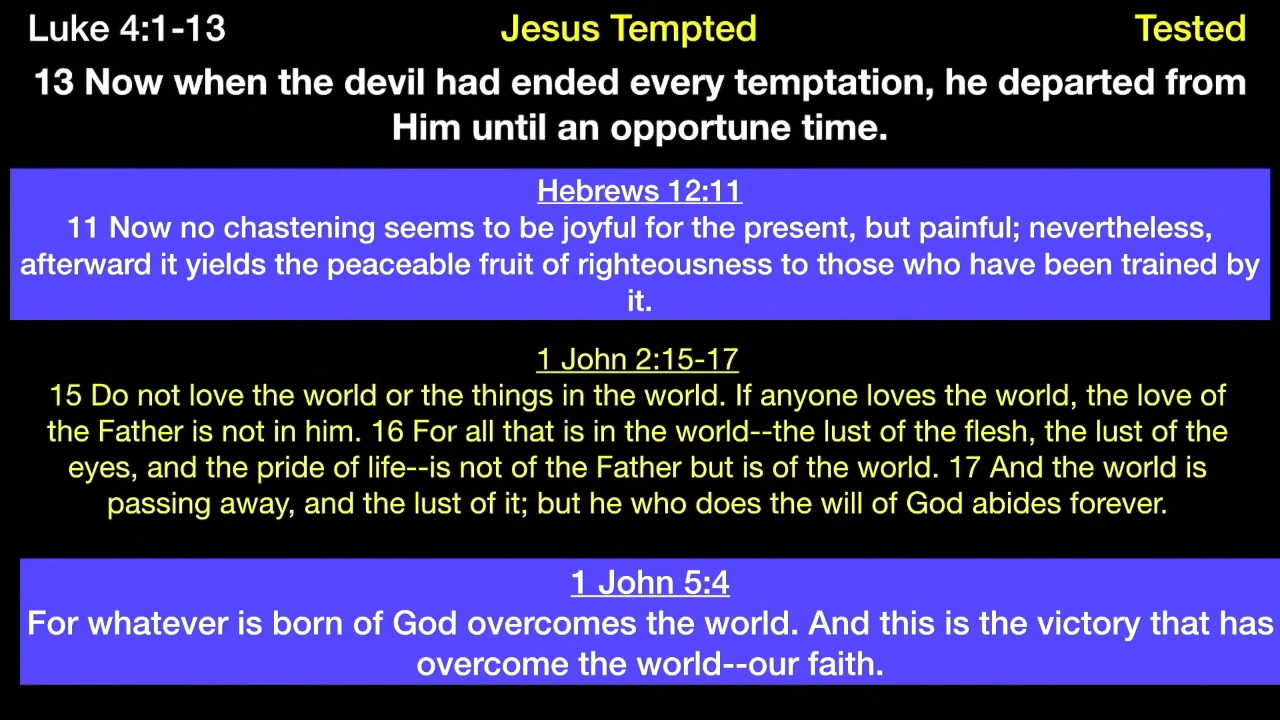 Luke 4:1-13 Jesus Tempted Tested
13 Now when the devil had ended every temptation, he departed from
Him until an opportune time.
Hebrews 12:11
11 Now no chastening seems to be joyful for the present, but painful; nevertheless,
afterward it yields the peaceable fruit of righteousness to those who have been trained by
it.
1 John 2:15-17
15 Do not love the world or the things in the world. If anyone loves the world, the love of
the Father is not in him. 16 For all that is in the world--the lust of the flesh, the lust of the
eyes, and the pride of life--is not of the Father but is of the world. 17 And the world is
passing away, and the lust of it; but he who does the will of God abides forever.
1 John 5:4
For whatever is born of God overcomes the world. And this is the victory that has
overcome the world--our faith.